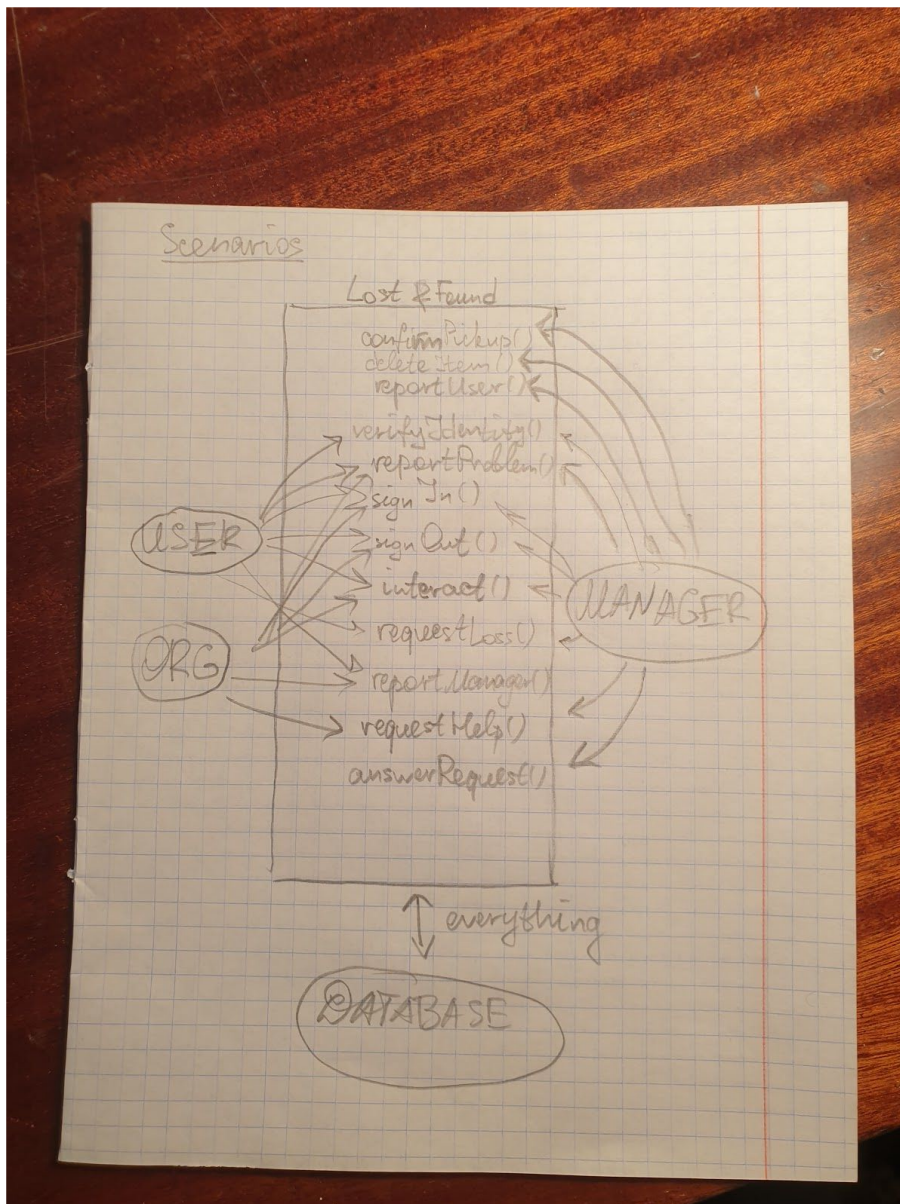 Scenarios
Lost & Found
confirmPickup()
deleteItem()
reportUser()
verifyIdentity()
reportProblem()
signIn()
USER
signOut()
interact()
MANAGER
requestLoss()
ORG
reportManager()
requestHelp()
answerRequest()
everything
DATABASE